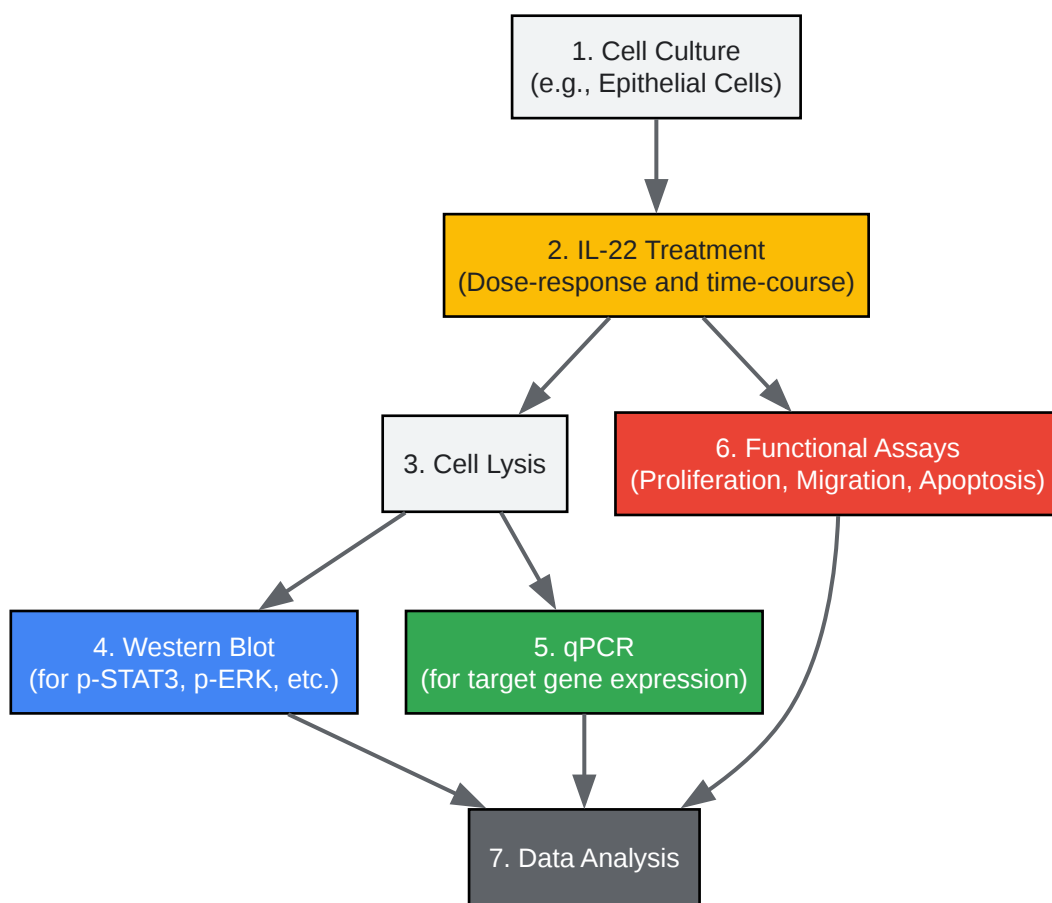 1. Cell Culture
(e.g., Epithelial Cells)
2. IL-22 Treatment
(Dose-response and time-course)
3. Cell Lysis
6. Functional Assays
(Proliferation, Migration, Apoptosis)
4. Western Blot
(for p-STAT3, p-ERK, etc.)
5. qPCR
(for target gene expression)
7. Data Analysis